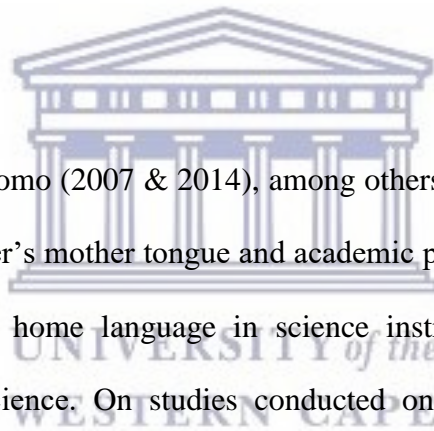 omo (2007 & 2014), among others
er’s mother tongue and academic p
home language in science inst
UNIVERSITY of the
ience. On studies conducted on
WESTERN CAPE